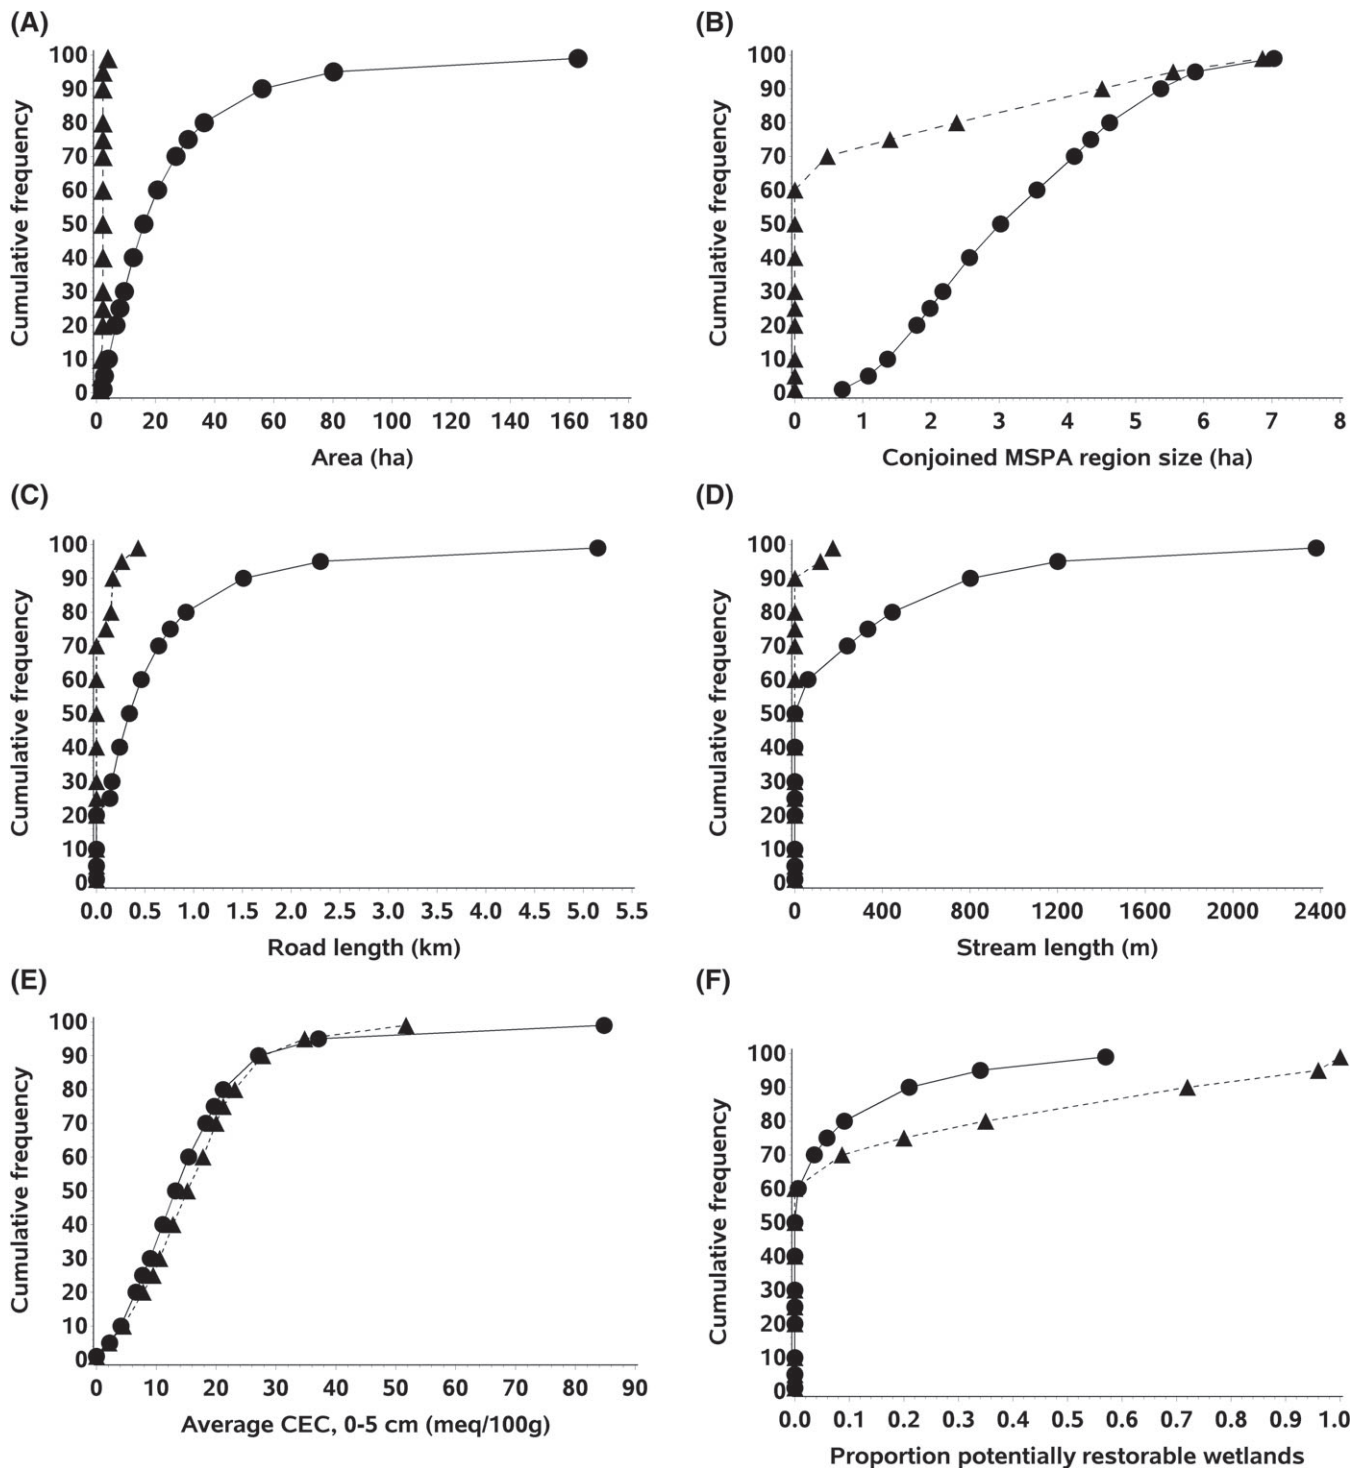 (A)
100
90
80
70
60
50
40
30
20
10
0
Cumulative frequency
0 20 40 60 80 100 120 140 160 180
Area (ha)
(B)
100
90
80
70
60
50
40
30
20
10
0
Cumulative frequency
0 1 2 3 4 5 6 7 8
Conjoined MSPA region size (ha)
(C)
100
90
80
70
60
50
40
30
20
10
0
Cumulative frequency
0.0 0.5 1.0 1.5 2.0 2.5 3.0 3.5 4.0 4.5 5.0 5.5
Road length (km)
(D)
100
90
80
70
60
50
40
30
20
10
0
Cumulative frequency
0 400 800 1200 1600 2000 2400
Stream length (m)
(E)
100
90
80
70
60
50
40
30
20
10
0
Cumulative frequency
0 10 20 30 40 50 60 70 80 90
Average CEC, 0-5 cm (meq/100g)
(F)
100
90
80
70
60
50
40
30
20
10
0
Cumulative frequency
0.0 0.1 0.2 0.3 0.4 0.5 0.6 0.7 0.8 0.9 1.0
Proportion potentially restorable wetlands